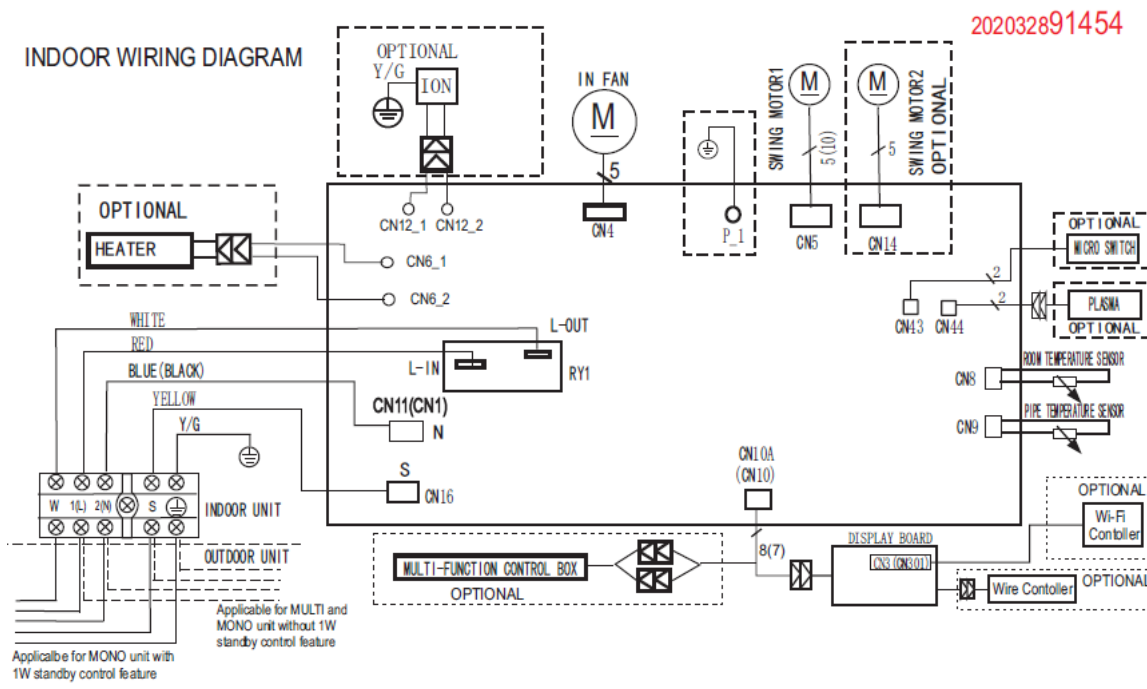 20203289​1454
INDOOR WIRING DIAGRAM
OPTIONAL
Y/G
ION
IN FAN
M
5
SWING MOTOR1
M
5(10)
M
5
SWING MOTOR2
OPTIONAL
OPTIONAL
HEATER
CN12_1
CN12_2
CN4
P_1
CN5
CN14
CN6_1
CN6_2
OPTIONAL
MICRO SWITCH
2
2
PLASMA
OPTIONAL
CN43
CN44
WHITE
RED
BLUE(BLACK)
YELLOW
Y/G
L-OUT
L-IN
RY1
CN11(CN1)
N
S
CN16
CN8
ROOM TEMPERATURE SENSOR
CN9
PIPE TEMPERATURE SENSOR
CN10A
(CN10)
W 1(L) 2(N) S
INDOOR UNIT
OUTDOOR UNIT
8(7)
MULTI-FUNCTION CONTROL BOX
OPTIONAL
DISPLAY BOARD
CN3(CN301)
OPTIONAL
Wi-Fi
Contoller
Wire Contoller
OPTIONAL
Applicable for MULTI and
MONO unit without 1W
standby control feature
Applicalbe for MONO unit with
1W standby control feature